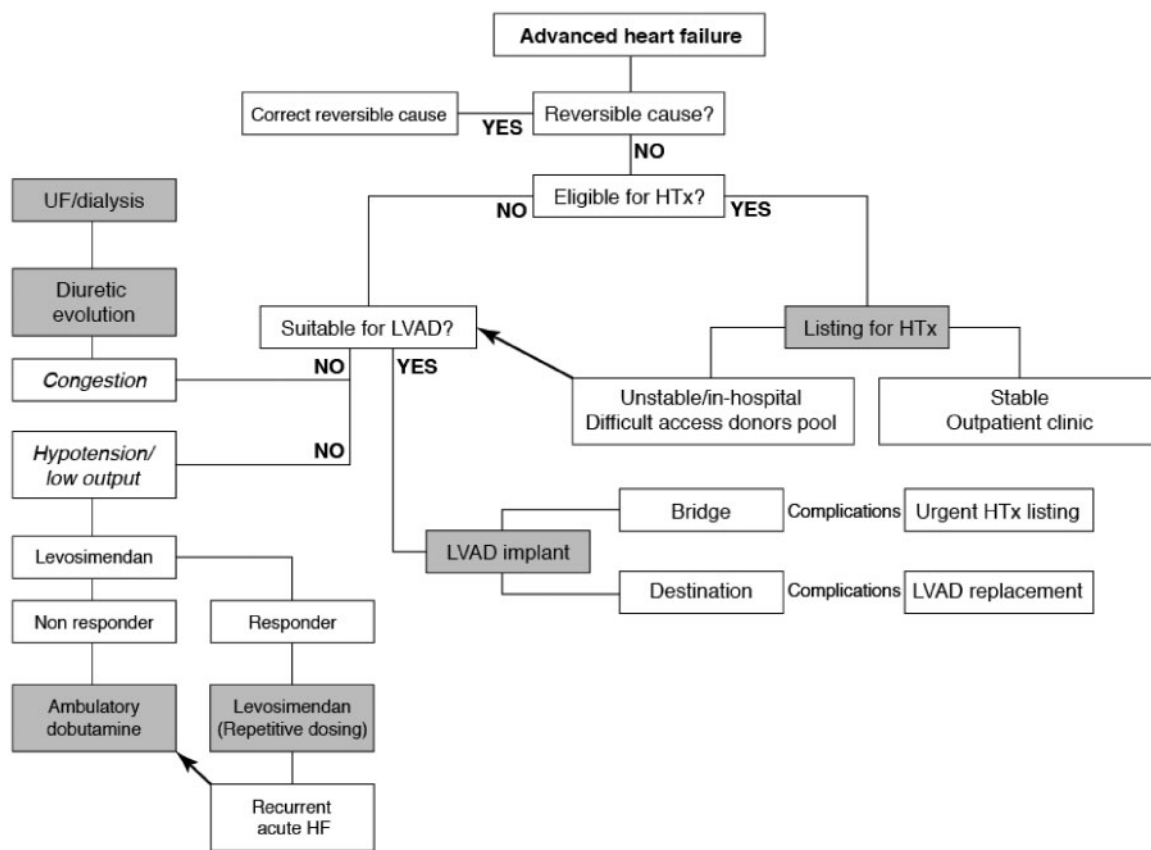 Advanced heart failure
Correct reversible cause
YES
Reversible cause?
NO
Eligible for HTx?
NO
YES
UF/dialysis
Diuretic
evolution
Suitable for LVAD?
Listing for HTx
NO
YES
Congestion
Unstable/in-hospital
Difficult access donors pool
Stable
Outpatient clinic
Hypotension/
low output
NO
Bridge
Complications
Urgent HTx listing
LVAD implant
Destination
Complications
LVAD replacement
Levosimendan
Non responder
Responder
Ambulatory
dobutamine
Levosimendan
(Repetitive dosing)
Recurrent
acute HF